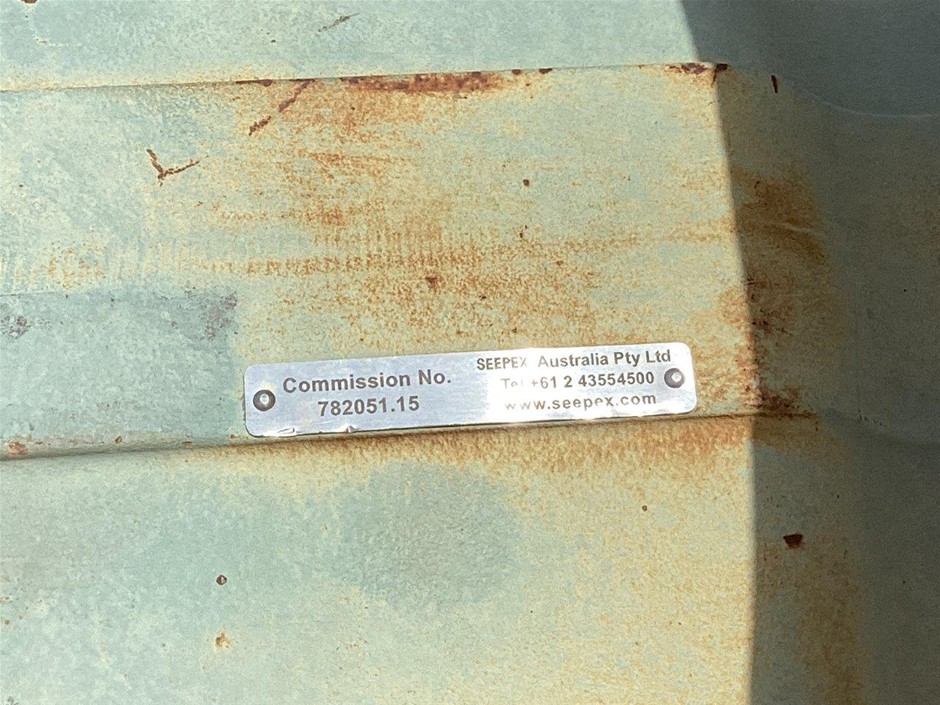 Commission No.
782051.15
SEEPEX Australia Pty Ltd
Tel +61 2 43554500
www.seepex.com